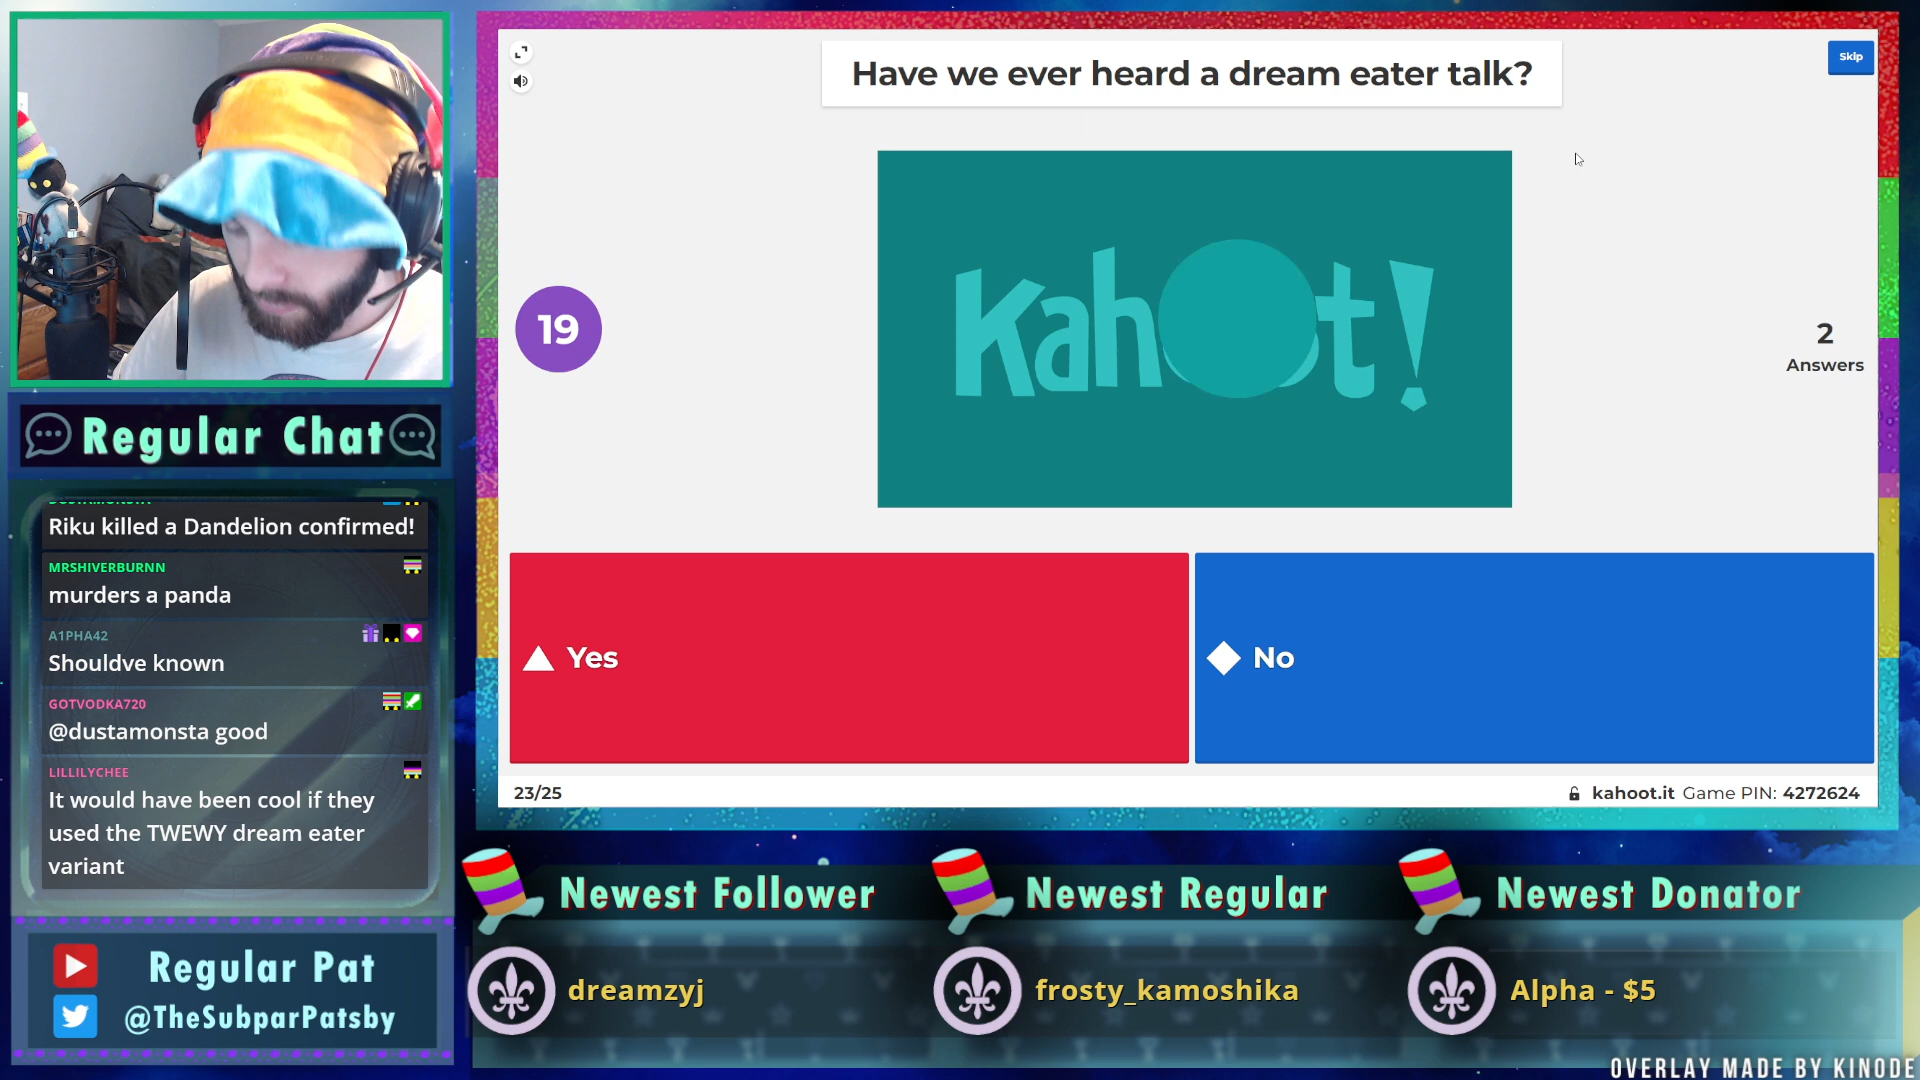 Have we ever heard a dream eater talk?
Skip
Kahoot!
19
2
Answers
Yes
No
23/25
kahoot.it Game PIN: 4272624
Regular Chat
Riku killed a Dandelion confirmed!
MRSHIVERBURNN
murders a panda
A1PHA42
Shouldve known
GOTVODKA720
@dustamonsta good
LILLILYCHEE
It would have been cool if they
used the TWEWY dream eater
variant
Regular Pat
@TheSubparPatsby
Newest Follower
dreamzyj
Newest Regular
frosty_kamoshika
Newest Donator
Alpha - $5
OVERLAY MADE BY KINODE